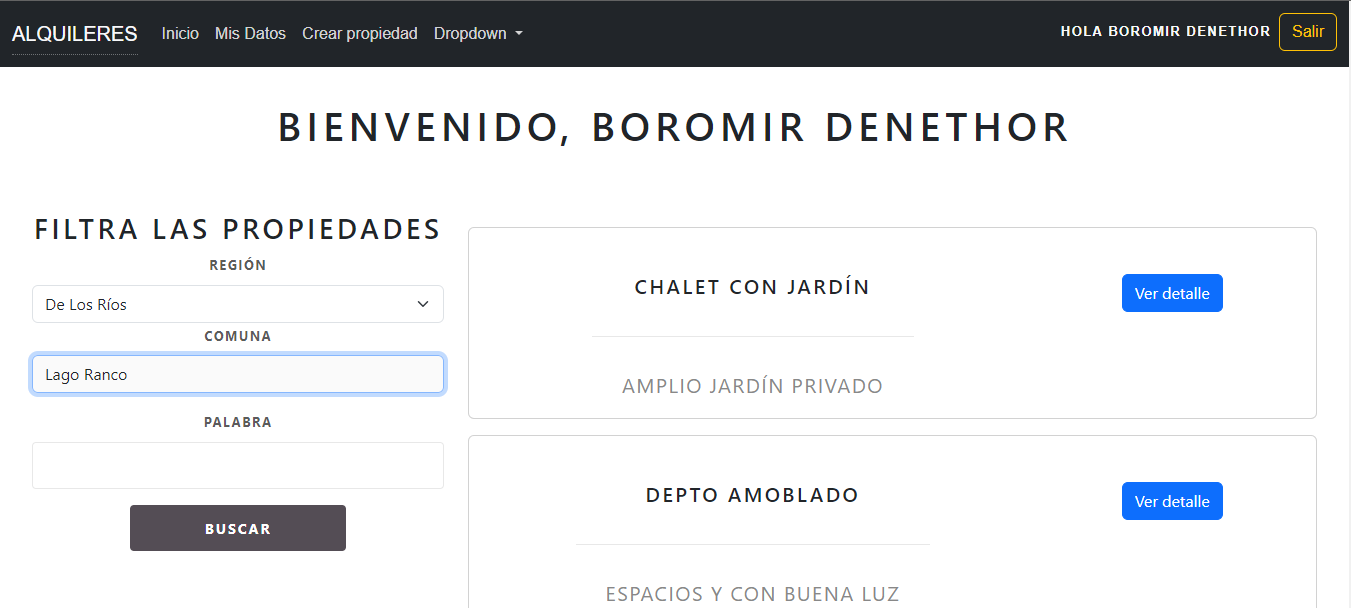 ALQUILERES Inicio Mis Datos Crear propiedad Dropdown HOLA BOROMIR DENETHOR Salir
BIENVENIDO, BOROMIR DENETHOR
FILTRA LAS PROPIEDADES
REGIÓN
De Los Ríos
COMUNA
Lago Ranco
PALABRA
BUSCAR
CHALET CON JARDÍN
Ver detalle
AMPLIO JARDÍN PRIVADO
DEPTO AMOBLADO
Ver detalle
ESPACIOS Y CON BUENA LUZ